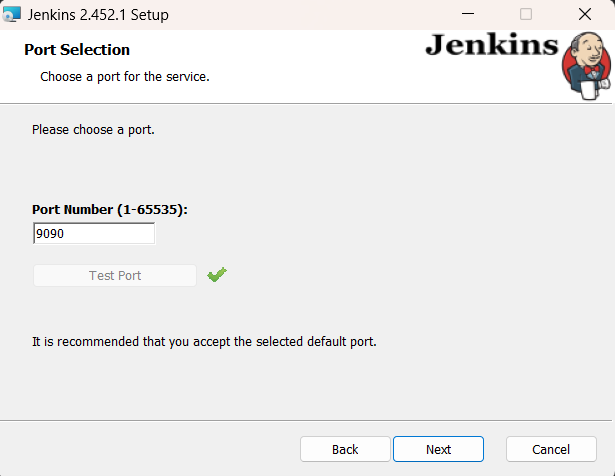 Jenkins 2.452.1 Setup
Port Selection
Jenkins
Choose a port for the service.
Please choose a port.
Port Number (1-65535):
9090
Test Port
It is recommended that you accept the selected default port.
Back
Next
Cancel